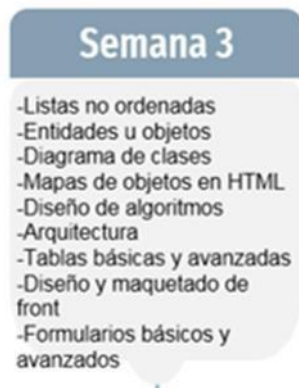 Semana 3
-Listas no ordenadas
-Entidades u objetos
-Diagrama de clases
-Mapas de objetos en HTML
-Diseño de algoritmos
-Arquitectura
-Tablas básicas y avanzadas
-Diseño y maquetado de
front
-Formularios básicos y
avanzados